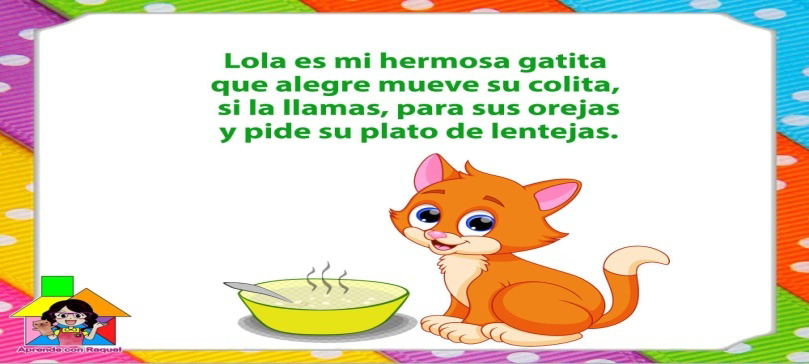 Lola es mi hermosa gatita
que alegre mueve su colita,
si la llamas, para sus orejas
y pide su plato de lentejas.
Aprende con Raquel